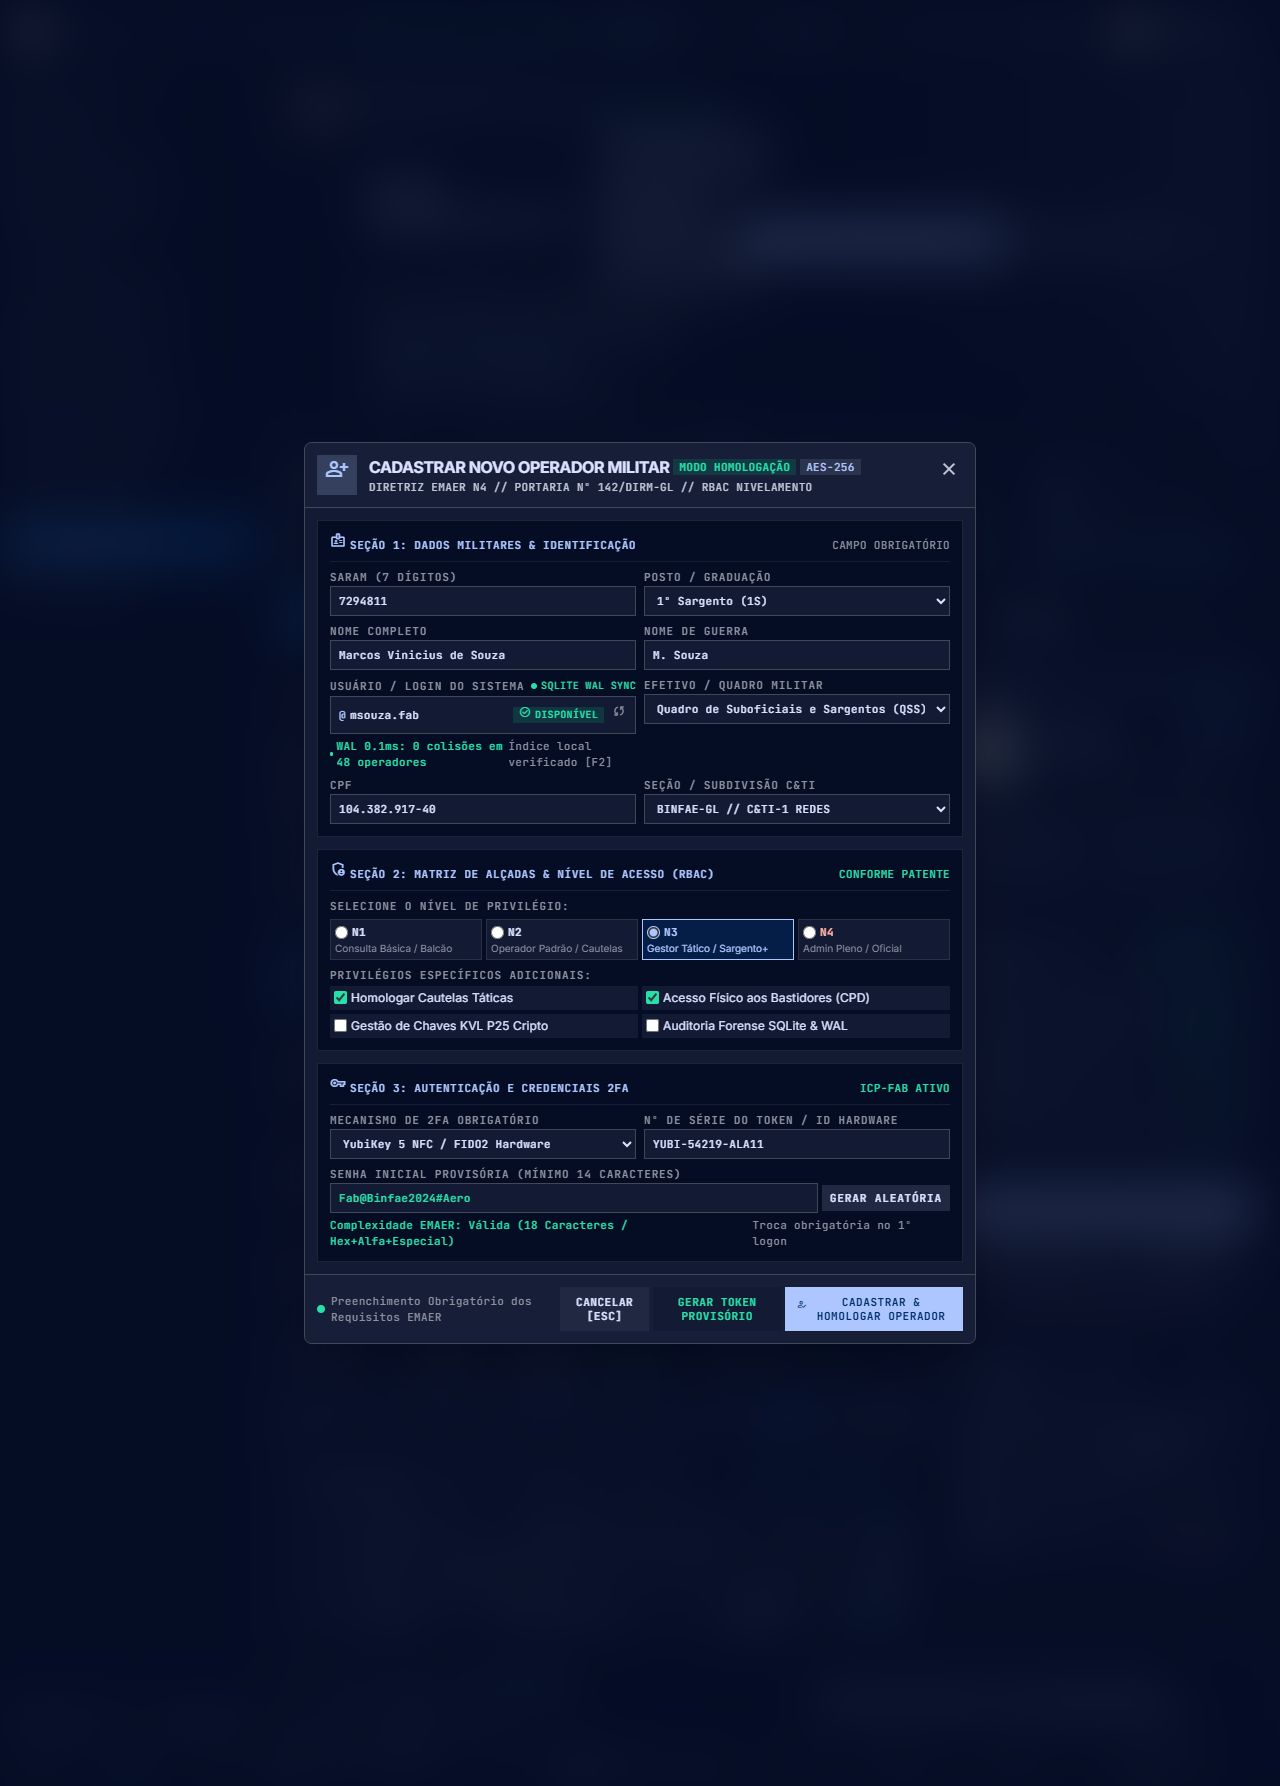 CADASTRAR NOVO OPERADOR MILITAR MODO HOMOLOGAÇÃO AES-256
DIRETRIZ EMAER N4 // PORTARIA Nº 142/DIRM-GL // RBAC NIVELAMENTO
SEÇÃO 1: DADOS MILITARES & IDENTIFICAÇÃO CAMPO OBRIGATÓRIO
SARAM (7 DÍGITOS) POSTO / GRADUAÇÃO
7294811 1º Sargento (1S)
NOME COMPLETO NOME DE GUERRA
Marcos Vinicius de Souza M. Souza
USUÁRIO / LOGIN DO SISTEMA SQLITE WAL SYNC EFETIVO / QUADRO MILITAR
@ msouza.fab DISPONÍVEL Quadro de Suboficiais e Sargentos (QSS)
WAL 0.1ms: 0 colisões em Índice local
48 operadores verificado [F2]
CPF SEÇÃO / SUBDIVISÃO C&TI
104.382.917-40 BINFAE-GL // C&TI-1 REDES
SEÇÃO 2: MATRIZ DE ALÇADAS & NÍVEL DE ACESSO (RBAC) CONFORME PATENTE
SELECIONE O NÍVEL DE PRIVILÉGIO:
N1 N2 N3 N4
Consulta Básica / Balcão Operador Padrão / Cautelas Gestor Tático / Sargento+ Admin Pleno / Oficial
PRIVILÉGIOS ESPECÍFICOS ADICIONAIS:
Homologar Cautelas Táticas Acesso Físico aos Bastidores (CPD)
Gestão de Chaves KVL P25 Cripto Auditoria Forense SQLite & WAL
SEÇÃO 3: AUTENTICAÇÃO E CREDENCIAIS 2FA ICP-FAB ATIVO
MECANISMO DE 2FA OBRIGATÓRIO Nº DE SÉRIE DO TOKEN / ID HARDWARE
YubiKey 5 NFC / FIDO2 Hardware YUBI-54219-ALA11
SENHA INICIAL PROVISÓRIA (MÍNIMO 14 CARACTERES)
Fab@Binfae2024#Aero GERAR ALEATÓRIA
Complexidade EMAER: Válida (18 Caracteres / Troca obrigatória no 1º
Hex+Alfa+Especial) logon
Preenchimento Obrigatório dos CANCELAR GERAR TOKEN CADASTRAR &
Requisitos EMAER [ESC] PROVISÓRIO HOMOLOGAR OPERADOR